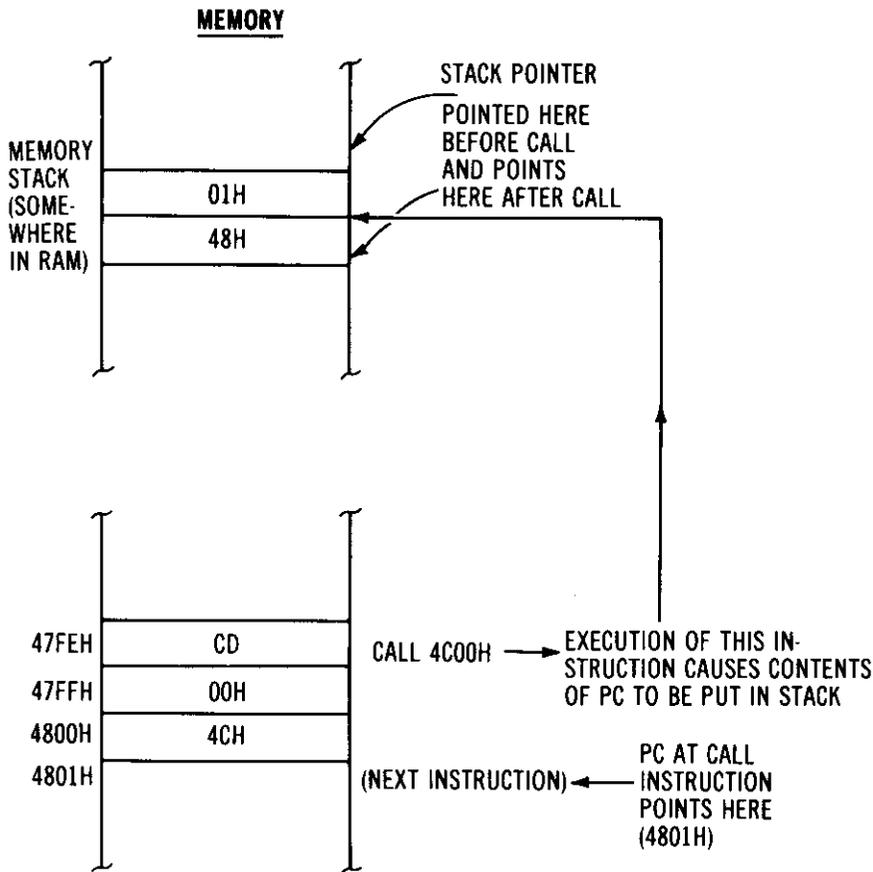 MEMORY
STACK POINTER
POINTED HERE
BEFORE CALL
AND POINTS
HERE AFTER CALL
MEMORY
STACK
(SOME-
WHERE
IN RAM)
01H
48H
47FEH
CD
CALL 4C00H
EXECUTION OF THIS IN-
STRUCTION CAUSES CONTENTS
OF PC TO BE PUT IN STACK
47FFH
00H
4800H
4CH
4801H
(NEXT INSTRUCTION)
PC AT CALL
INSTRUCTION
POINTS HERE
(4801H)